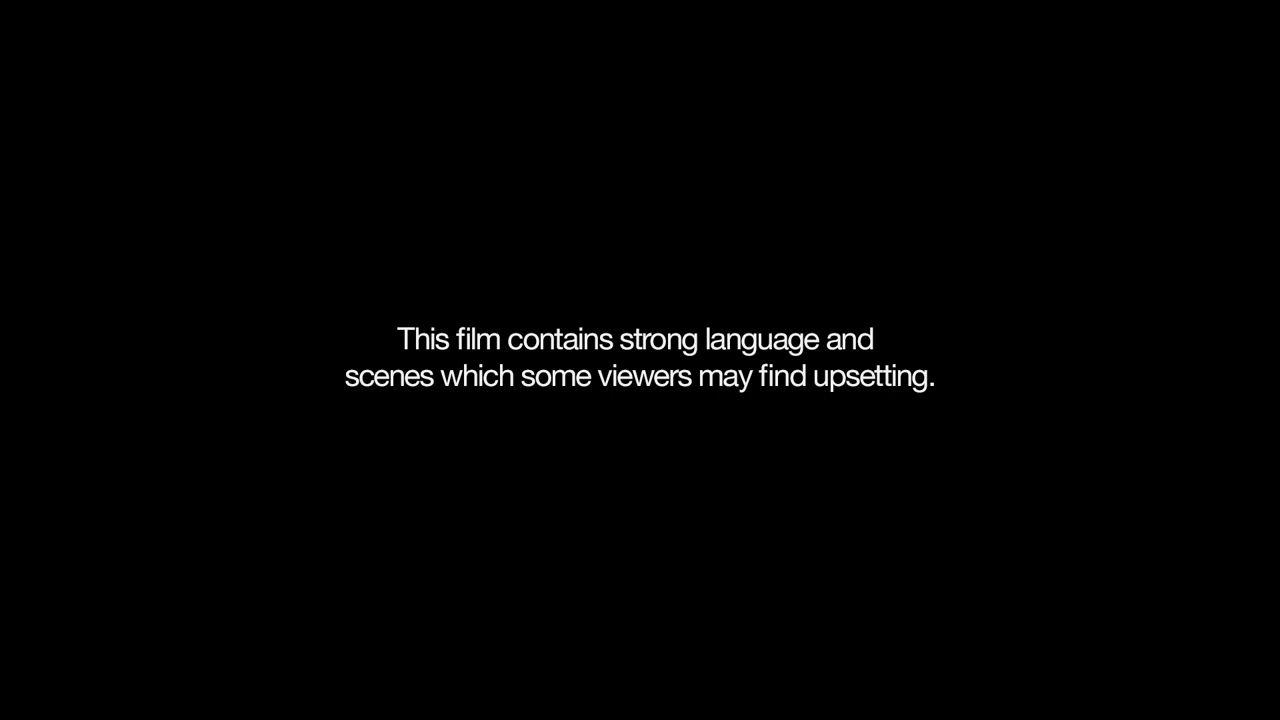 This film contains strong language and
scenes which some viewers may find upsetting.